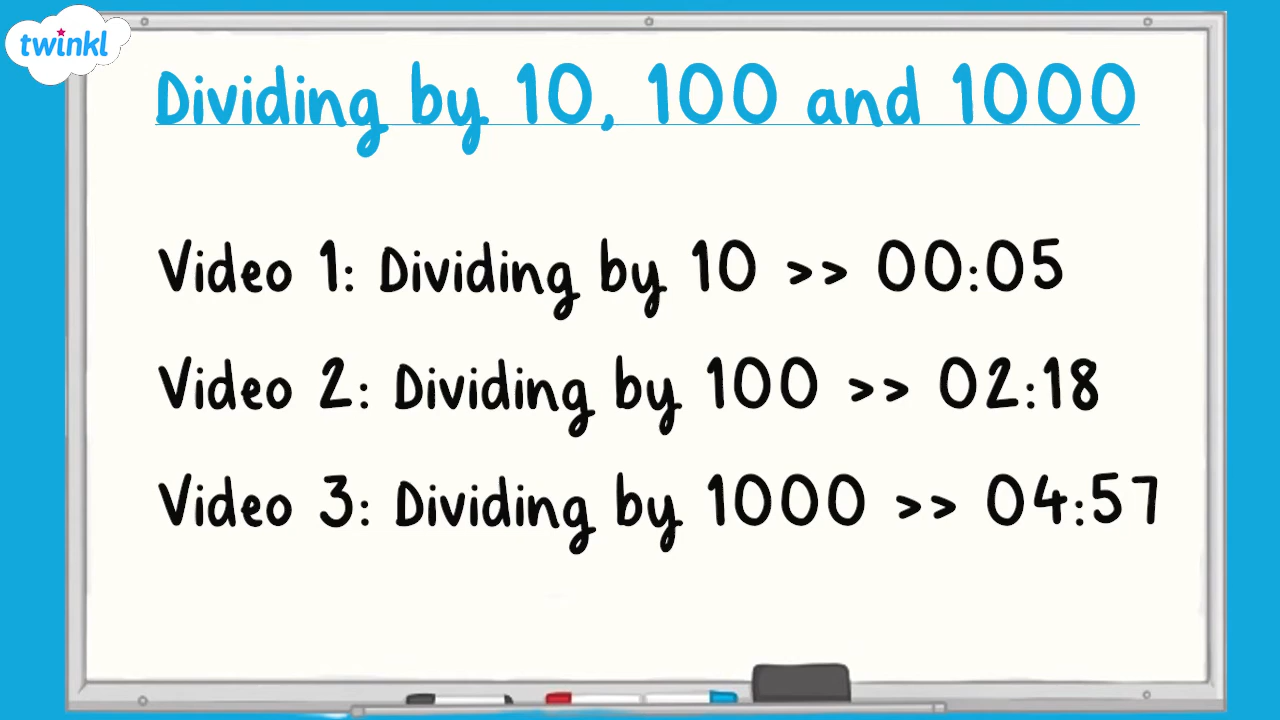 twinkl
Dividing by 10, 100 and 1000
Video 1: Dividing by 10 >> 00:05
Video 2: Dividing by 100 >> 02:18
Video 3: Dividing by 1000 >> 04:57